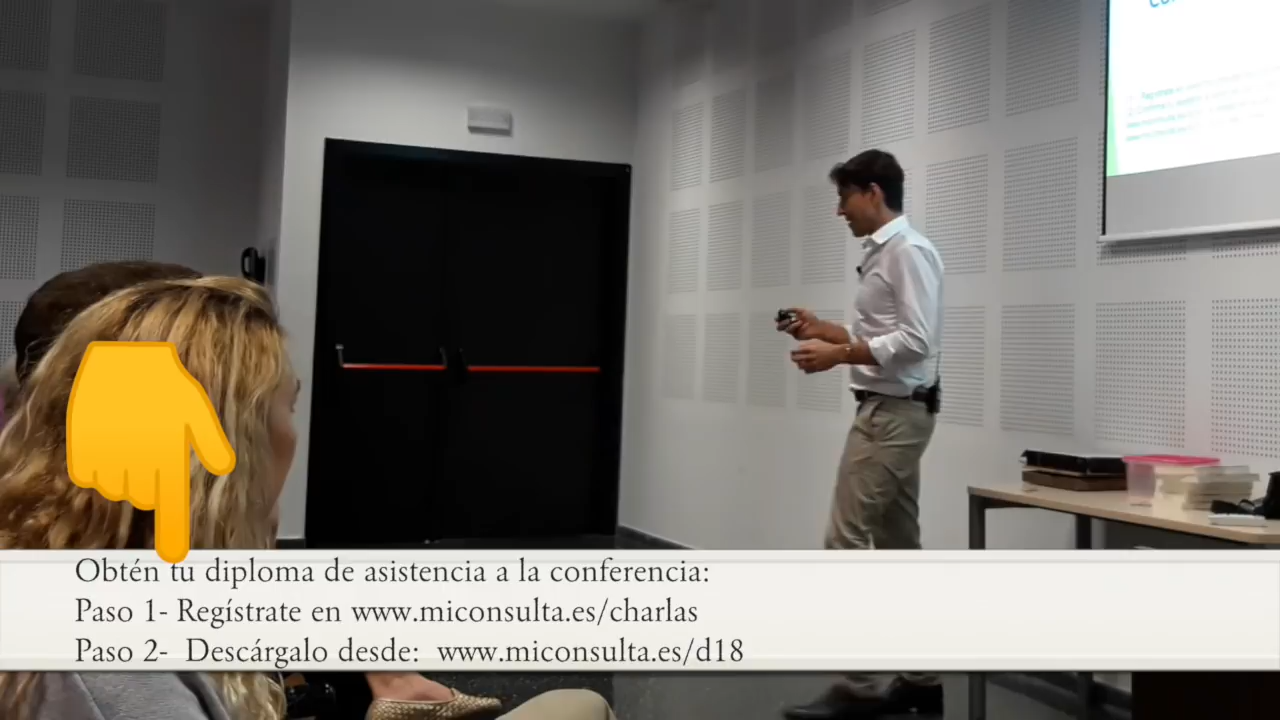 Obtén tu diploma de asistencia a la conferencia:
Paso 1- Regístrate en www.miconsulta.es/charlas
Paso 2-  Descárgalo desde:  www.miconsulta.es/d18